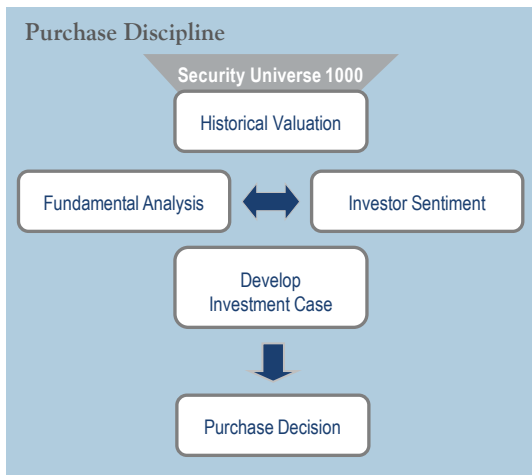 Purchase Discipline
Security Universe 1000
Historical Valuation
Fundamental Analysis
Investor Sentiment
Develop
Investment Case
Purchase Decision